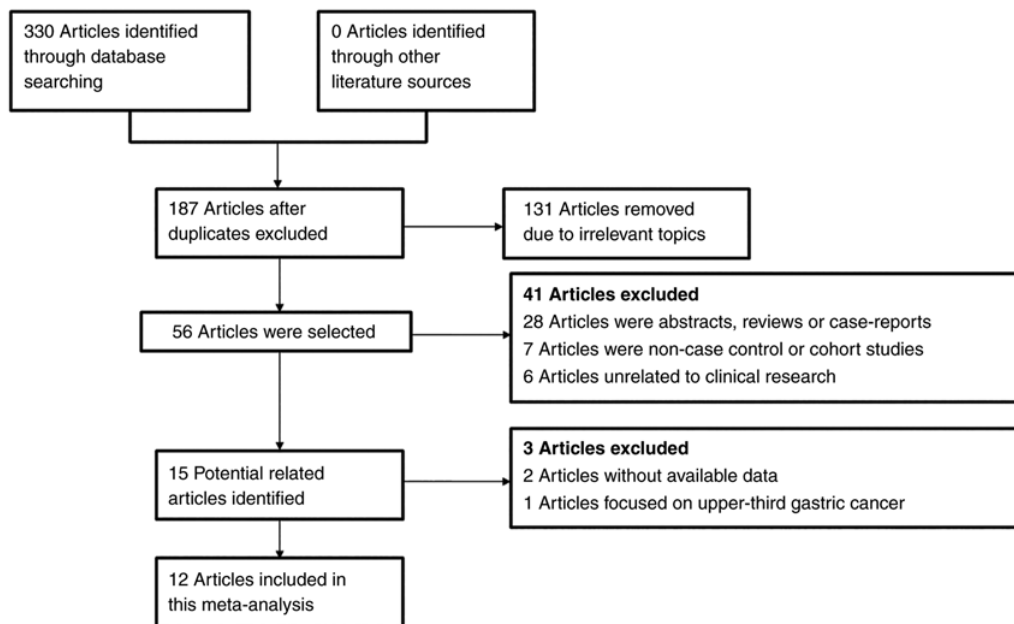 330 Articles identified
through database
searching
0 Articles identified
through other
literature sources
187 Articles after
duplicates excluded
131 Articles removed
due to irrelevant topics
56 Articles were selected
41 Articles excluded
28 Articles were abstracts, reviews or case-reports
7 Articles were non-case control or cohort studies
6 Articles unrelated to clinical research
15 Potential related
articles identified
3 Articles excluded
2 Articles without available data
1 Articles focused on upper-third gastric cancer
12 Articles included in
this meta-analysis